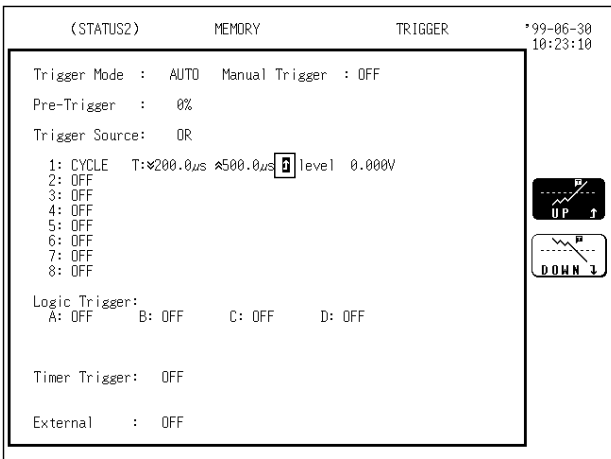 (STATUS2) MEMORY TRIGGER '99-06-30
10:23:10
Trigger Mode : AUTO Manual Trigger : OFF
Pre-Trigger : 0%
Trigger Source: OR
1: CYCLE T:¥200.0μs ⩞500.0μs ↥ level 0.000V
2: OFF
3: OFF
4: OFF
5: OFF
6: OFF
7: OFF
8: OFF
T
UP ↥
T
DOWN ↧
Logic Trigger:
A: OFF B: OFF C: OFF D: OFF
Timer Trigger: OFF
External : OFF